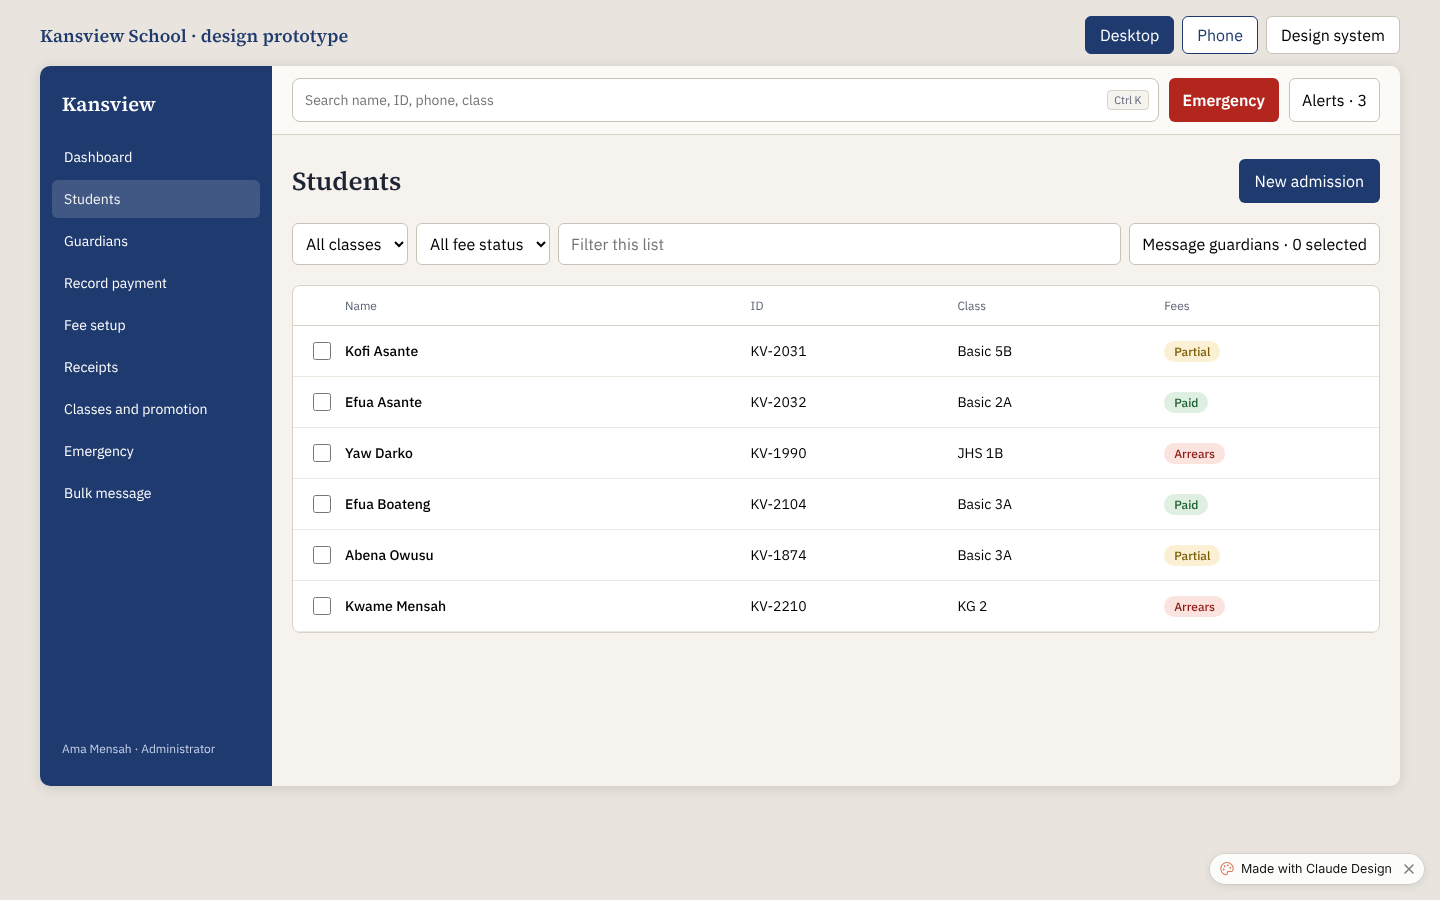 Kansview School · design prototype
Desktop
Phone
Design system
Kansview
Dashboard
Students
Guardians
Record payment
Fee setup
Receipts
Classes and promotion
Emergency
Bulk message
Ama Mensah · Administrator
Search name, ID, phone, class
Ctrl K
Emergency
Alerts · 3
Students
New admission
All classes
All fee status
Filter this list
Message guardians · 0 selected
Name ID Class Fees
Kofi Asante KV-2031 Basic 5B Partial
Efua Asante KV-2032 Basic 2A Paid
Yaw Darko KV-1990 JHS 1B Arrears
Efua Boateng KV-2104 Basic 3A Paid
Abena Owusu KV-1874 Basic 3A Partial
Kwame Mensah KV-2210 KG 2 Arrears
Made with Claude Design